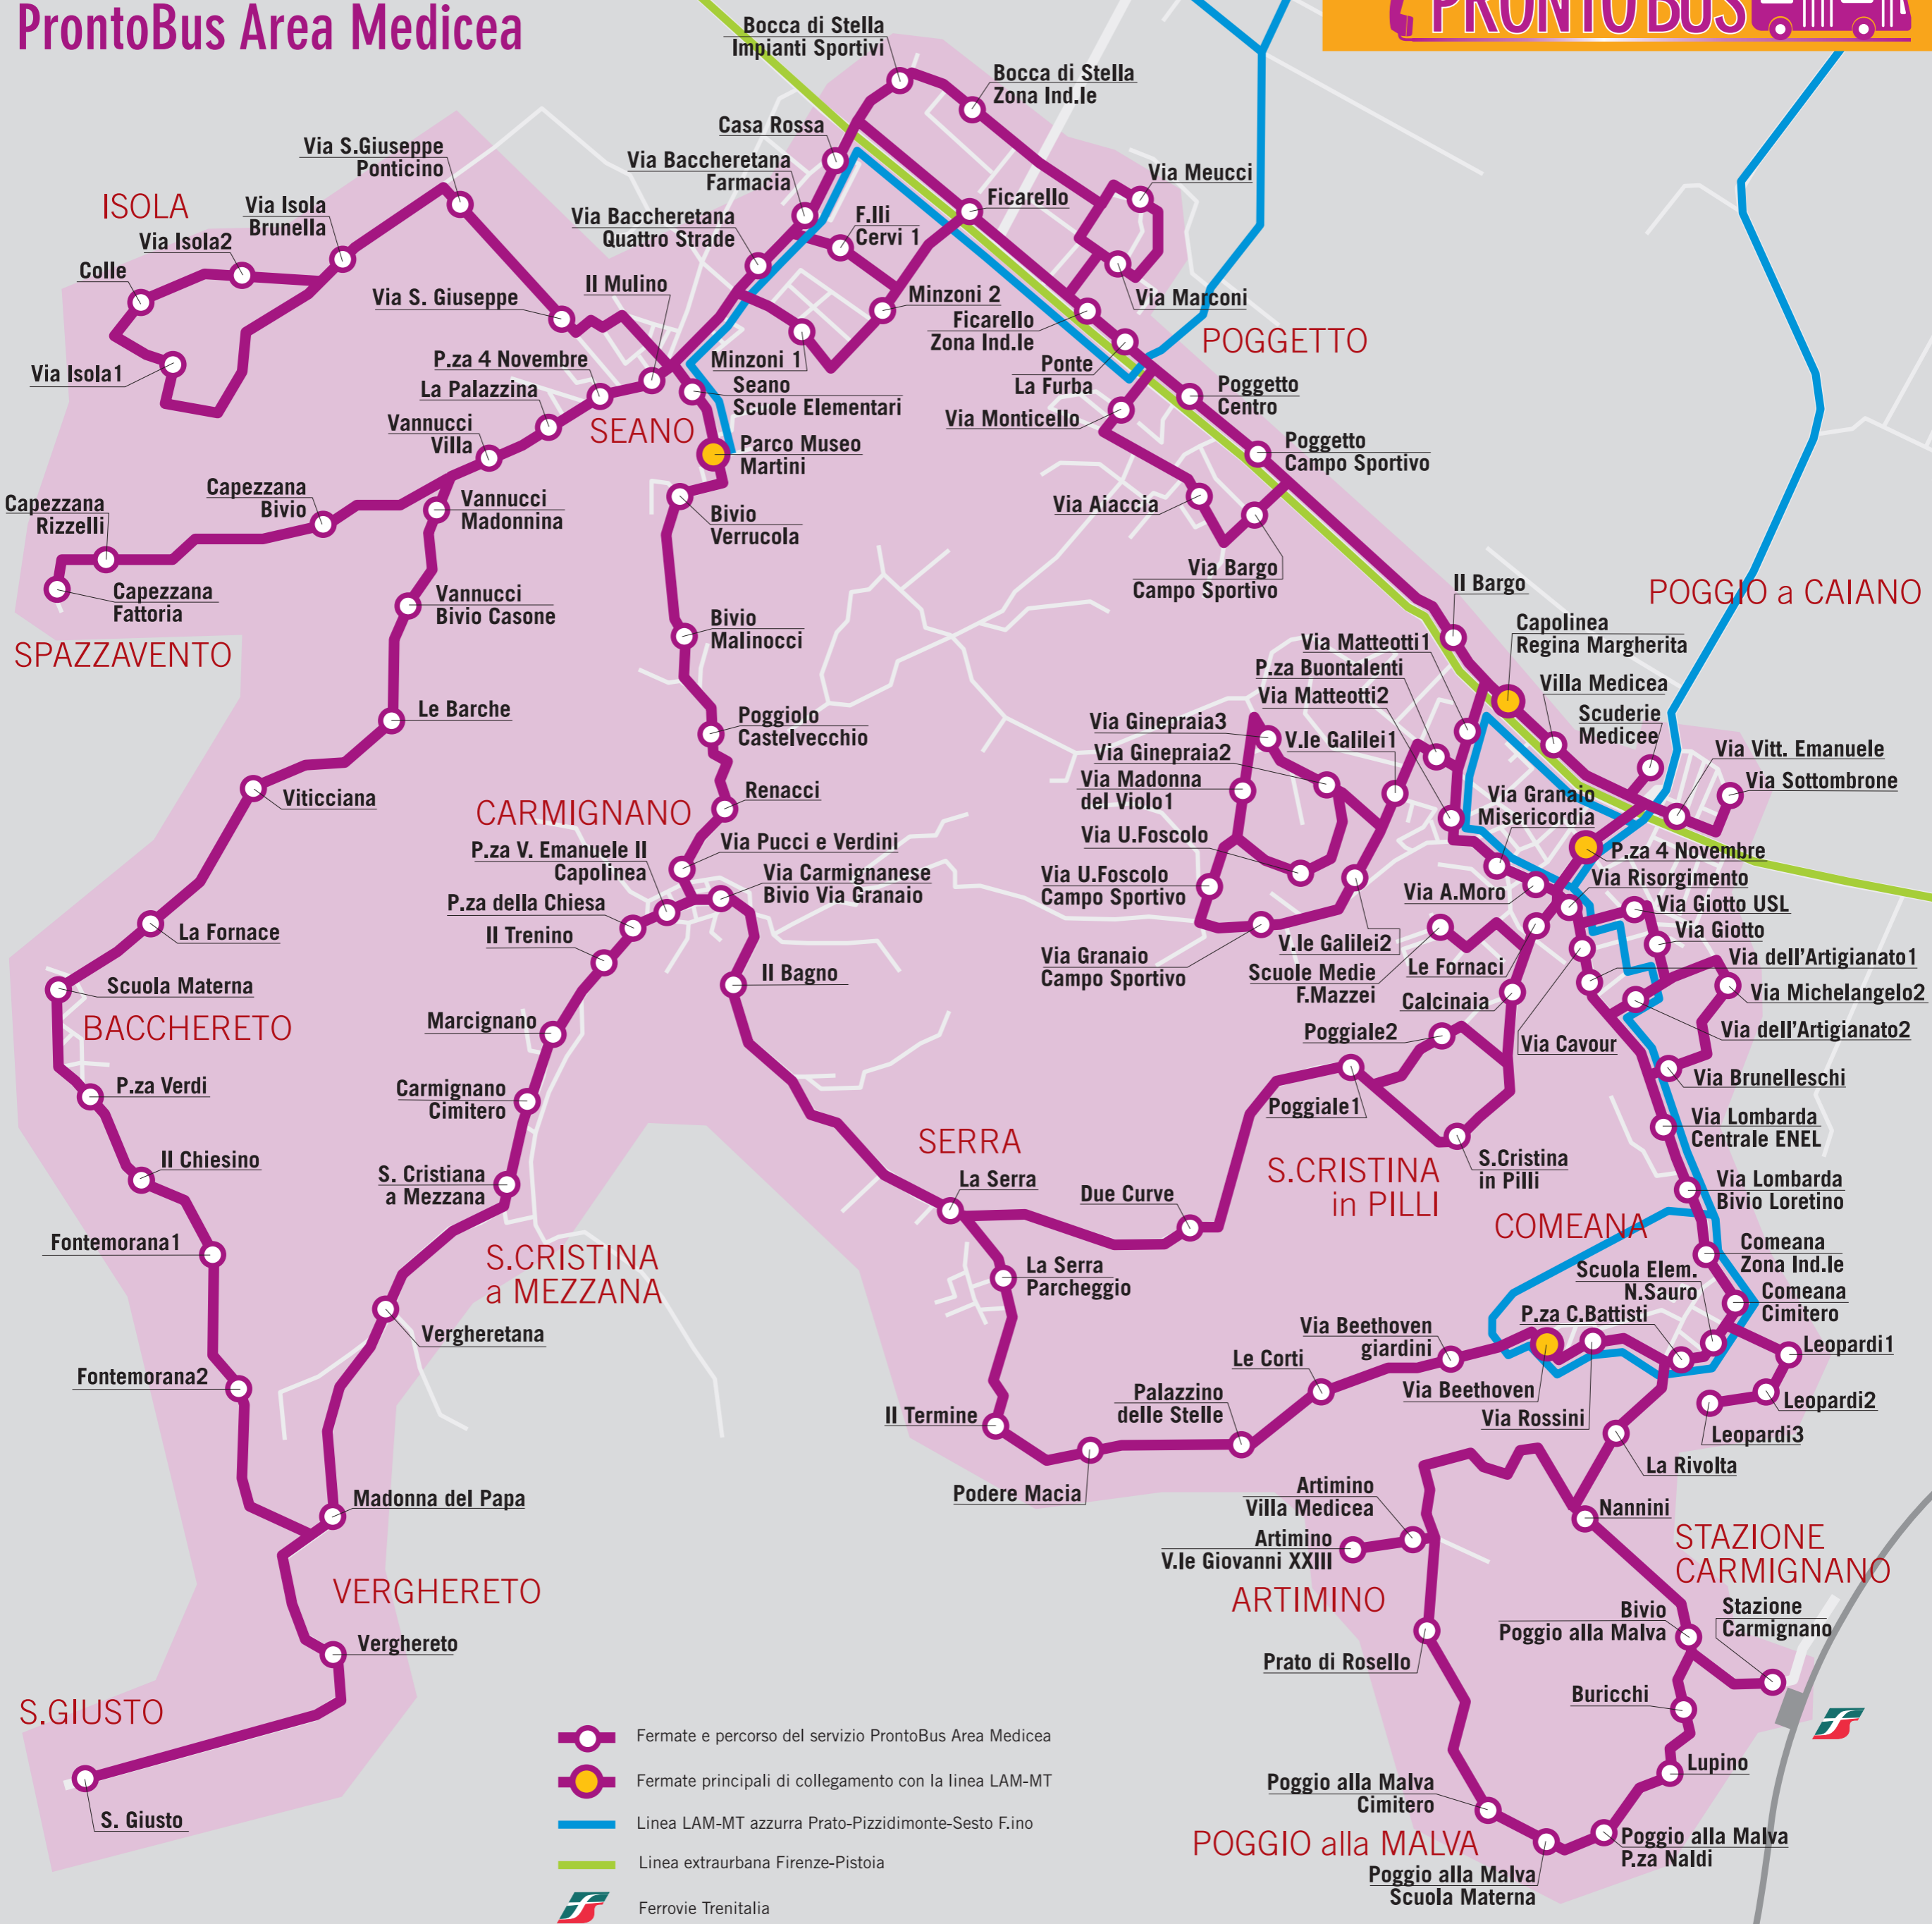 ProntoBus Area Medicea
PRONTOBUS
Bocca di Stella
Impianti Sportivi
Bocca di Stella
Zona Ind.le
Casa Rossa
Via Baccheretana
Farmacia
Via Baccheretana
Quattro Strade
F.lli
Cervi 1
Ficarello
Via Meucci
Via Marconi
Via S.Giuseppe
Ponticino
ISOLA
Via Isola
Brunella
Via Isola2
Colle
Via Isola1
Via S. Giuseppe
Il Mulino
P.za 4 Novembre
La Palazzina
Vannucci
Villa
SEANO
Minzoni 1
Minzoni 2
Seano
Scuole Elementari
Parco Museo
Martini
Ficarello
Zona Ind.le
Ponte
La Furba
POGGETTO
Poggetto
Centro
Via Monticello
Poggetto
Campo Sportivo
Via Aiaccia
Via Bargo
Campo Sportivo
Capezzana
Bivio
Capezzana
Rizzelli
Capezzana
Fattoria
SPAZZAVENTO
Vannucci
Madonnina
Vannucci
Bivio Casone
Bivio
Verrucola
Bivio
Malinocci
Le Barche
Poggiolo
Castelvecchio
Viticciana
Renacci
CARMIGNANO
Via Pucci e Verdini
P.za V. Emanuele II
Capolinea
Via Carmignanese
Bivio Via Granaio
P.za della Chiesa
Il Trenino
Il Bagno
La Fornace
Scuola Materna
BACCHERETO
Marcignano
P.za Verdi
Carmignano
Cimitero
Il Chiesino
S. Cristiana
a Mezzana
Fontemorana1
S.CRISTINA
a MEZZANA
Vergheretana
Fontemorana2
Madonna del Papa
VERGHERETO
Verghereto
S.GIUSTO
S. Giusto
Il Bargo
POGGIO a CAIANO
Capolinea
Regina Margherita
Via Matteotti1
P.za Buontalenti
Via Matteotti2
Villa Medicea
Scuderie
Medicee
Via Vitt. Emanuele
Via Sottombrone
Via Ginepraia3
V.le Galilei1
Via Ginepraia2
Via Madonna
del Violo1
Via U.Foscolo
Via U.Foscolo
Campo Sportivo
Via Granaio
Campo Sportivo
V.le Galilei2
Via Granaio
Misericordia
P.za 4 Novembre
Via A.Moro
Via Risorgimento
Via Giotto USL
Via Giotto
Via dell'Artigianato1
Via Michelangelo2
Via dell'Artigianato2
Via Cavour
Via Brunelleschi
Scuole Medie
F.Mazzei
Le Fornaci
Calcinaia
Poggiale2
Poggiale1
S.CRISTINA
in PILLI
S.Cristina
in Pilli
Via Lombarda
Centrale ENEL
Via Lombarda
Bivio Loretino
SERRA
La Serra
Due Curve
La Serra
Parcheggio
COMEANA
Comeana
Zona Ind.le
Scuola Elem.
N.Sauro
Comeana
Cimitero
P.za C.Battisti
Via Beethoven
giardini
Le Corti
Via Beethoven
Via Rossini
Leopardi1
Leopardi2
Leopardi3
Palazzino
delle Stelle
Il Termine
Podere Macia
La Rivolta
Artimino
Villa Medicea
Artimino
V.le Giovanni XXIII
ARTIMINO
Nannini
STAZIONE
CARMIGNANO
Bivio
Poggio alla Malva
Stazione
Carmignano
Prato di Rosello
Buricchi
Lupino
Poggio alla Malva
Cimitero
POGGIO alla MALVA
Poggio alla Malva
P.za Naldi
Poggio alla Malva
Scuola Materna
Fermate e percorso del servizio ProntoBus Area Medicea
Fermate principali di collegamento con la linea LAM-MT
Linea LAM-MT azzurra Prato-Pizzidimonte-Sesto F.ino
Linea extraurbana Firenze-Pistoia
Ferrovie Trenitalia